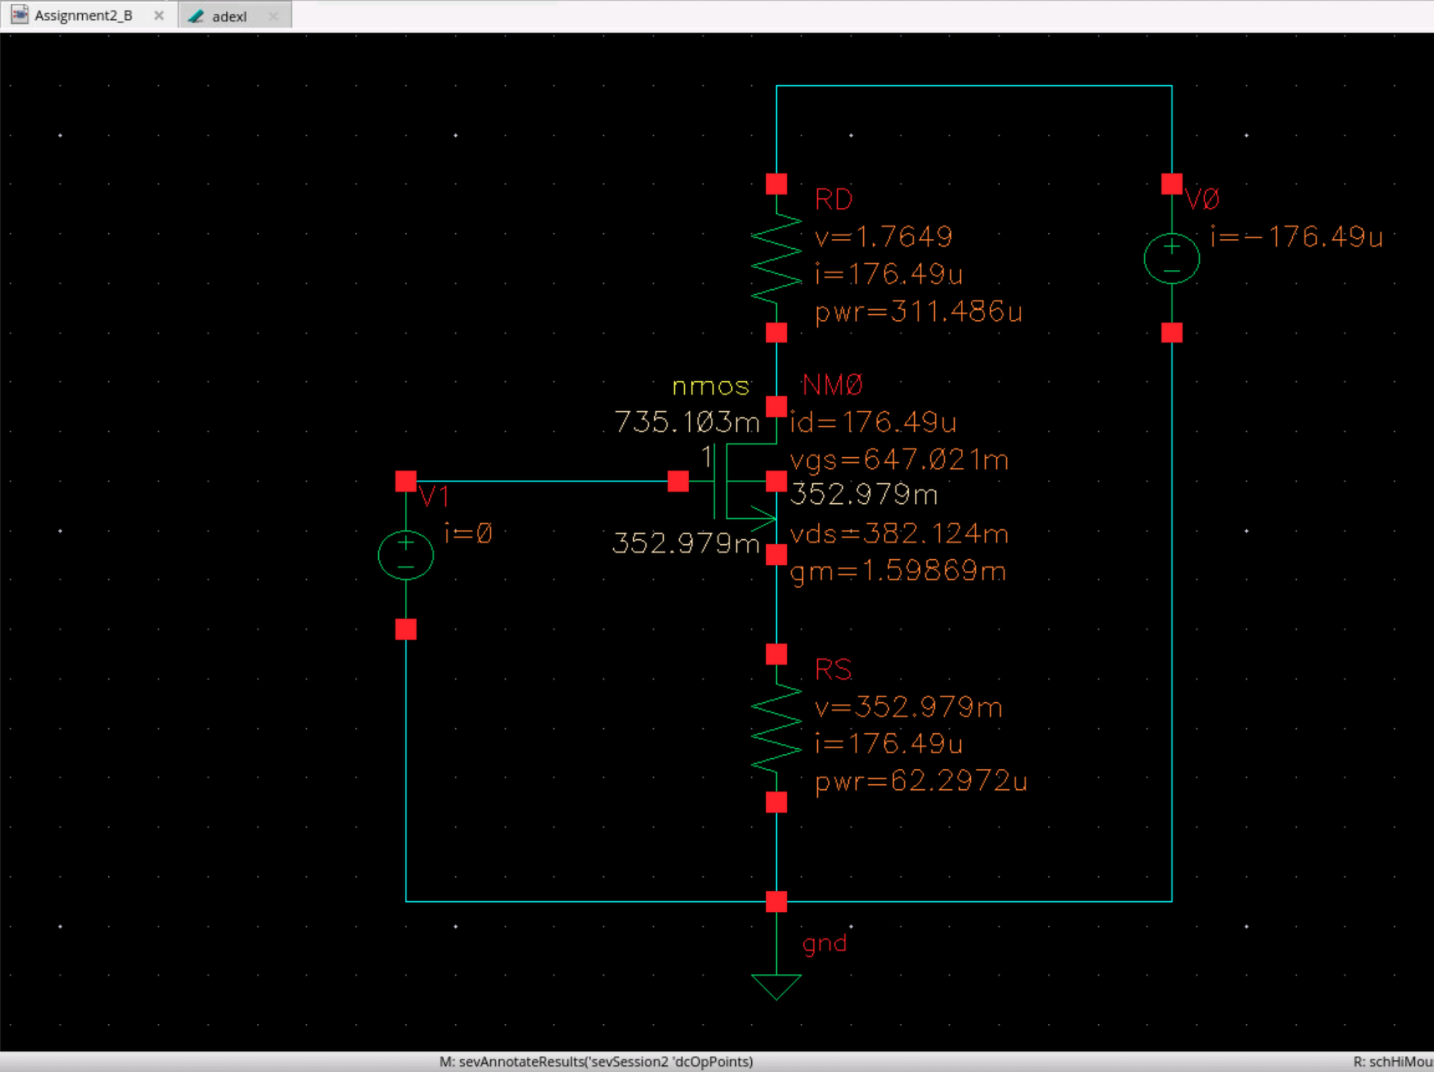 Assignment2_B
adexl
RD
v=1.7649
i=176.49u
pwr=311.486u
VØ
i=-176.49u
nmos
NMØ
735.1Ø3m
id=176.49u
1
vgs=647.Ø21m
352.979m
V1
i=Ø
352.979m
vds=382.124m
gm=1.59869m
RS
v=352.979m
i=176.49u
pwr=62.2972u
gnd
M: sevAnnotateResults('sevSession2 'dcOpPoints)
R: schHiMou